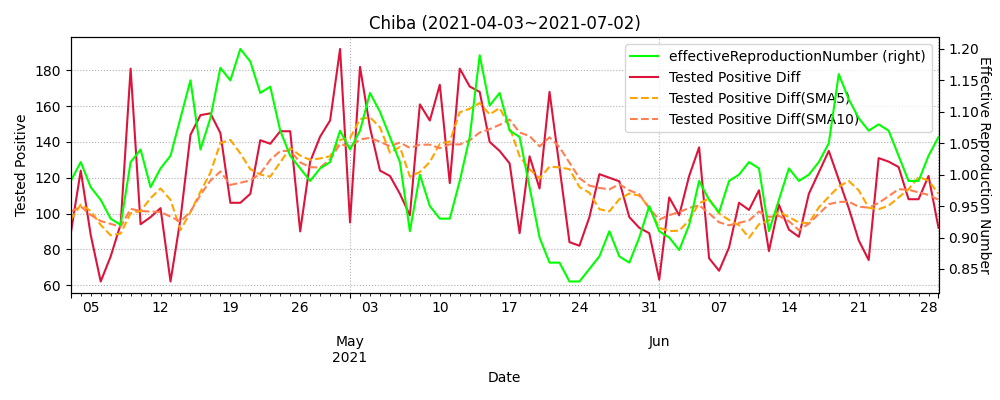 Chiba (2021-04-03~2021-07-02)
effectiveReproductionNumber (right)
Tested Positive Diff
Tested Positive Diff(SMA5)
Tested Positive Diff(SMA10)
Tested Positive
180
160
140
120
100
80
60
1.20
1.15
1.10
1.05
1.00
0.95
0.90
0.85
Effective Reproduction Number
05 12 19 26 03 10 17 24 31 07 14 21 28
May Jun
2021
Date